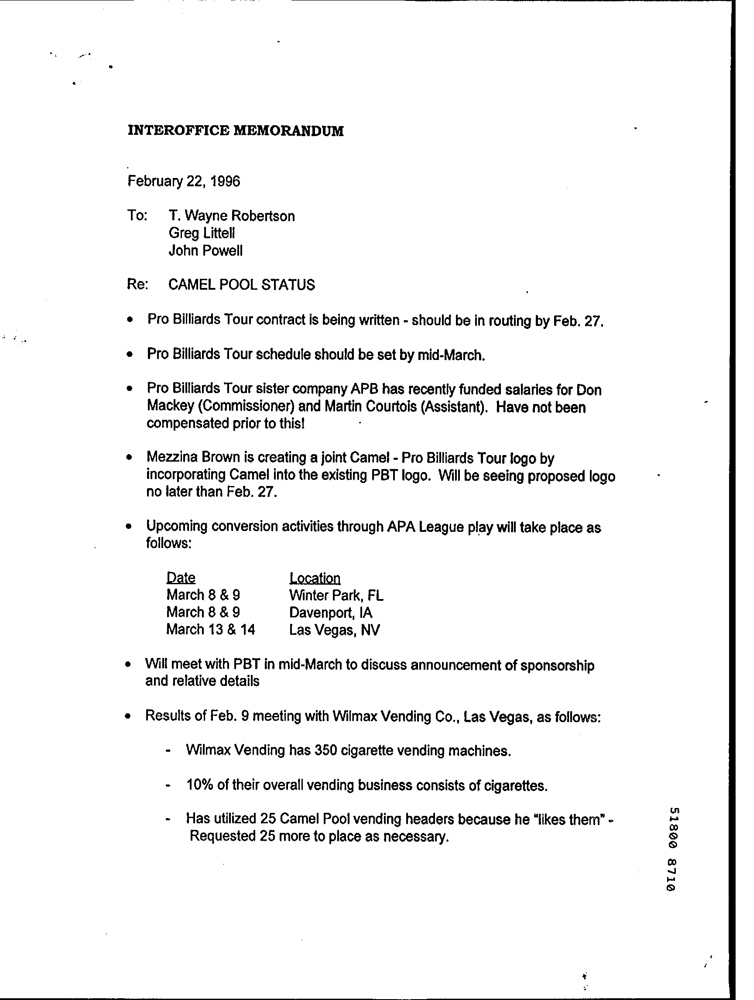 INTEROFFICE MEMORANDUM
February 22, 1996
To: T. Wayne Robertson
Greg Littell
John Powell
Re: CAMEL POOL STATUS
• Pro Billiards Tour contract is being written - should be in routing by Feb. 27.
• Pro Billiards Tour schedule should be set by mid-March.
• Pro Billiards Tour sister company APB has recently funded salaries for Don
Mackey (Commissioner) and Martin Courtois (Assistant). Have not been
compensated prior to this!
• Mezzina Brown is creating a joint Camel - Pro Billiards Tour logo by
incorporating Camel into the existing PBT logo. Will be seeing proposed logo
no later than Feb. 27.
• Upcoming conversion activities through APA League play will take place as
follows:
Date Location
March 8 & 9 Winter Park, FL
March 8 & 9 Davenport, IA
March 13 & 14 Las Vegas, NV
• Will meet with PBT in mid-March to discuss announcement of sponsorship
and relative details
• Results of Feb. 9 meeting with Wilmax Vending Co., Las Vegas, as follows:
- Wilmax Vending has 350 cigarette vending machines.
- 10% of their overall vending business consists of cigarettes.
- Has utilized 25 Camel Pool vending headers because he "likes them" -
Requested 25 more to place as necessary.
51800 8710